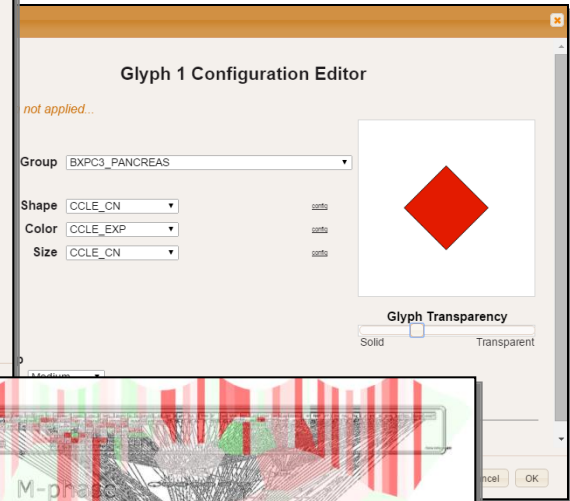 Glyph 1 Configuration Editor
not applied...
Group BXPC3_PANCREAS
Shape CCLE_CN config
Color CCLE_EXP config
Size CCLE_CN config
Glyph Transparency
Solid Transparent
Medium
M-phase
ncel OK